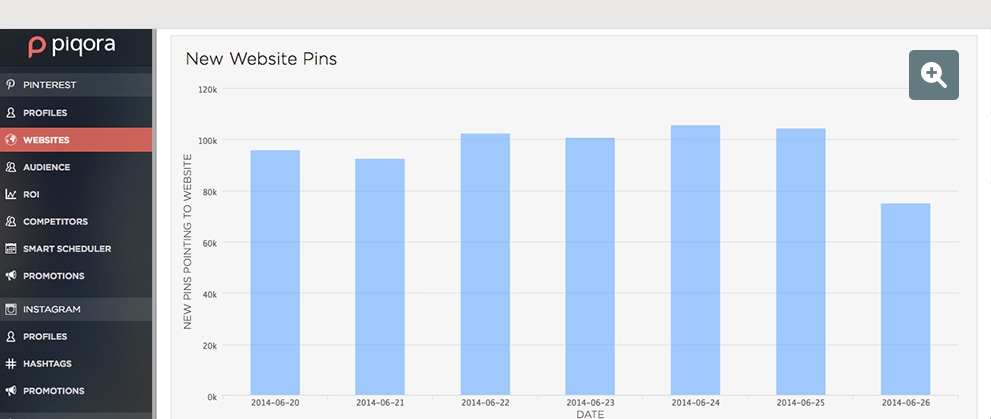 piqora
PINTEREST
PROFILES
WEBSITES
AUDIENCE
ROI
COMPETITORS
SMART SCHEDULER
PROMOTIONS
INSTAGRAM
PROFILES
HASHTAGS
PROMOTIONS
New Website Pins
NEW PINS POINTING TO WEBSITE
120k
100k
80k
60k
40k
20k
0k
2014-06-20 2014-06-21 2014-06-22 2014-06-23 2014-06-24 2014-06-25 2014-06-26
DATE